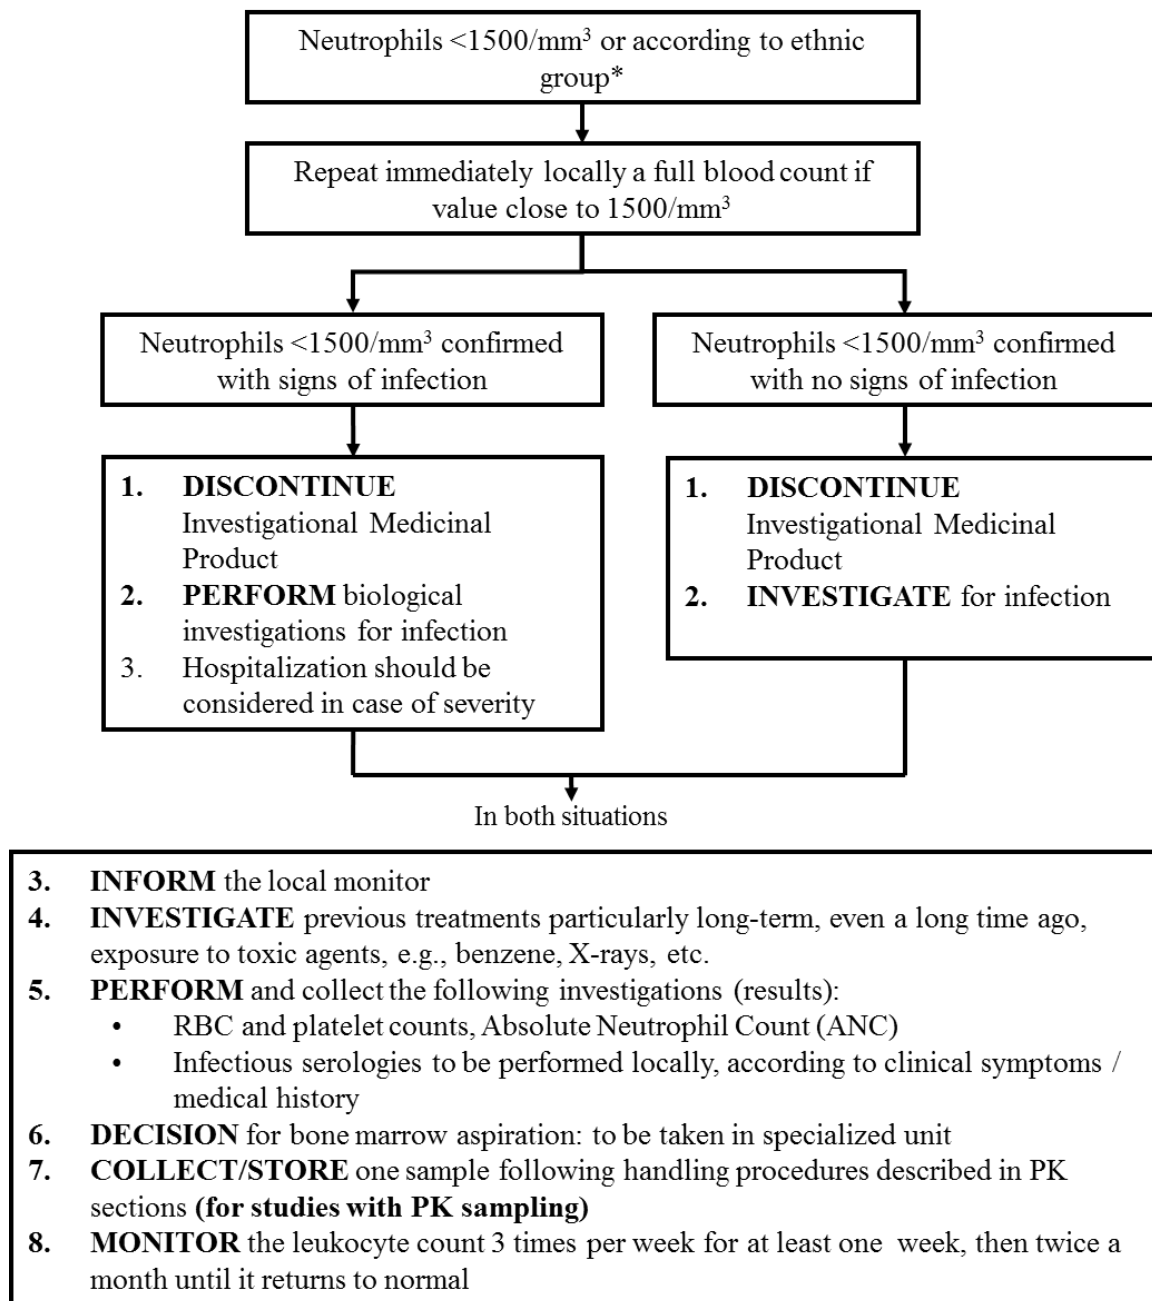 Neutrophils <1500/mm³ or according to ethnic
group*
Repeat immediately locally a full blood count if
value close to 1500/mm³
Neutrophils <1500/mm³ confirmed
with signs of infection
Neutrophils <1500/mm³ confirmed
with no signs of infection
1. DISCONTINUE
Investigational Medicinal
Product
2. PERFORM biological
investigations for infection
3. Hospitalization should be
considered in case of severity
1. DISCONTINUE
Investigational Medicinal
Product
2. INVESTIGATE for infection
In both situations
3. INFORM the local monitor
4. INVESTIGATE previous treatments particularly long-term, even a long time ago,
exposure to toxic agents, e.g., benzene, X-rays, etc.
5. PERFORM and collect the following investigations (results):
• RBC and platelet counts, Absolute Neutrophil Count (ANC)
• Infectious serologies to be performed locally, according to clinical symptoms /
medical history
6. DECISION for bone marrow aspiration: to be taken in specialized unit
7. COLLECT/STORE one sample following handling procedures described in PK
sections (for studies with PK sampling)
8. MONITOR the leukocyte count 3 times per week for at least one week, then twice a
month until it returns to normal